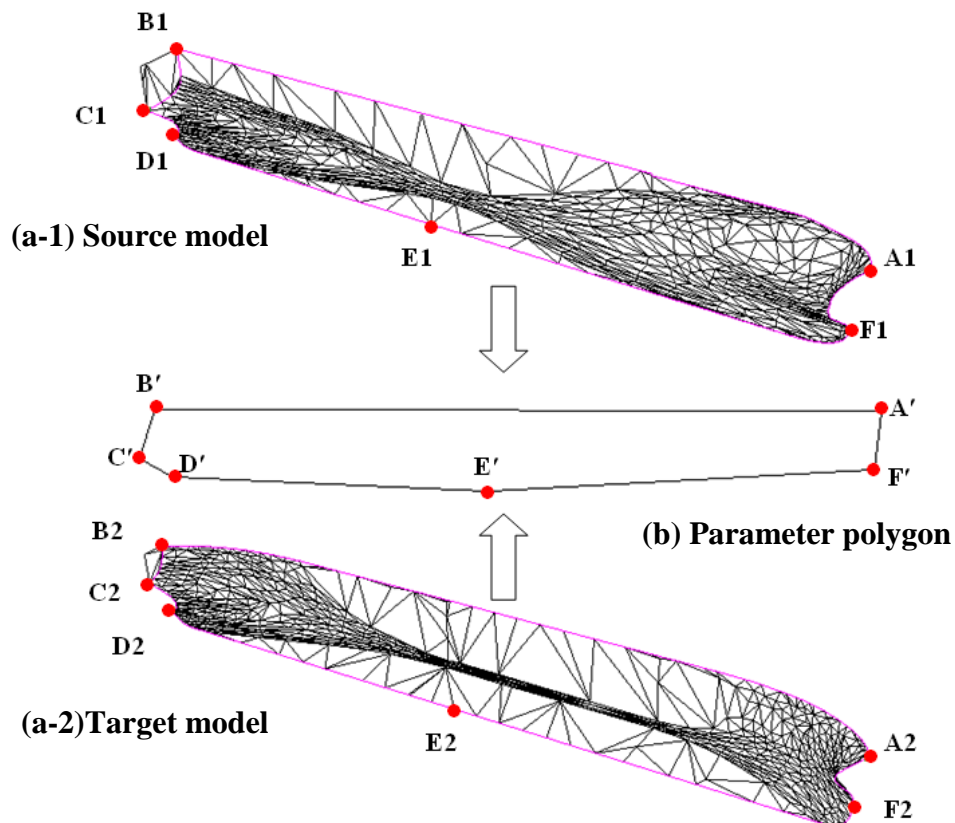 B1
C1
D1
(a-1) Source model
E1
A1
F1
B′
A′
C′
D′
E′
F′
(b) Parameter polygon
B2
C2
D2
(a-2)Target model
E2
A2
F2